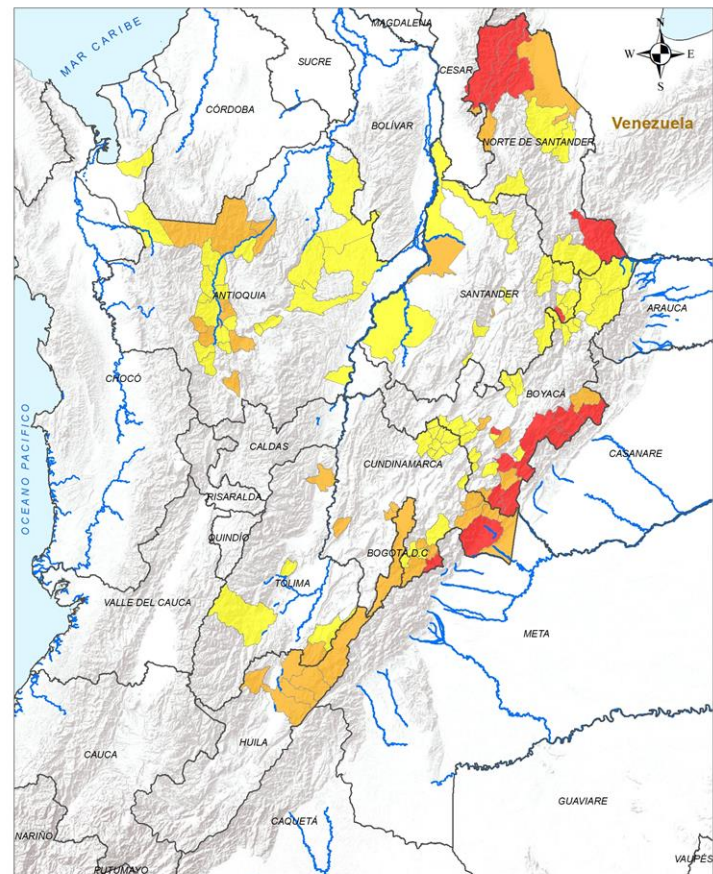 MAGDALENA
N
W E
S
MAR CARIBE
SUCRE
CESAR
CÓRDOBA
BOLÍVAR
Venezuela
NORTE DE SANTANDER
ANTIOQUIA
SANTANDER
ARAUCA
CHOCÓ
BOYACÁ
CALDAS
CASANARE
CUNDINAMARCA
OCEANO PACIFICO
RISARALDA
QUINDÍO
BOGOTÁ D.C
TOLIMA
VALLE DEL CAUCA
META
HUILA
CAUCA
GUAVIARE
CAQUETÁ
NARIÑO
VAUPÉS
PUTUMAYO